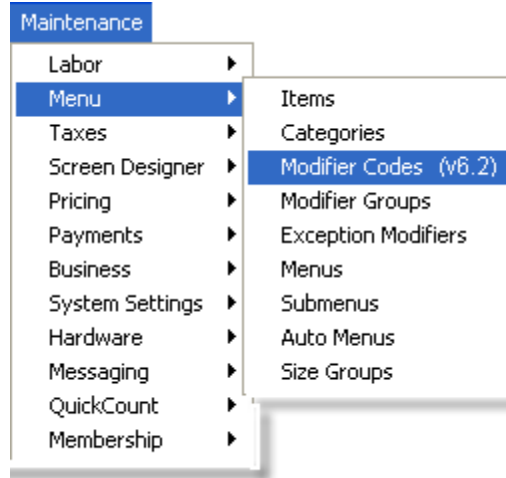 Maintenance
Labor
Menu
Taxes
Screen Designer
Pricing
Payments
Business
System Settings
Hardware
Messaging
QuickCount
Membership
Items
Categories
Modifier Codes (v6.2)
Modifier Groups
Exception Modifiers
Menus
Submenus
Auto Menus
Size Groups